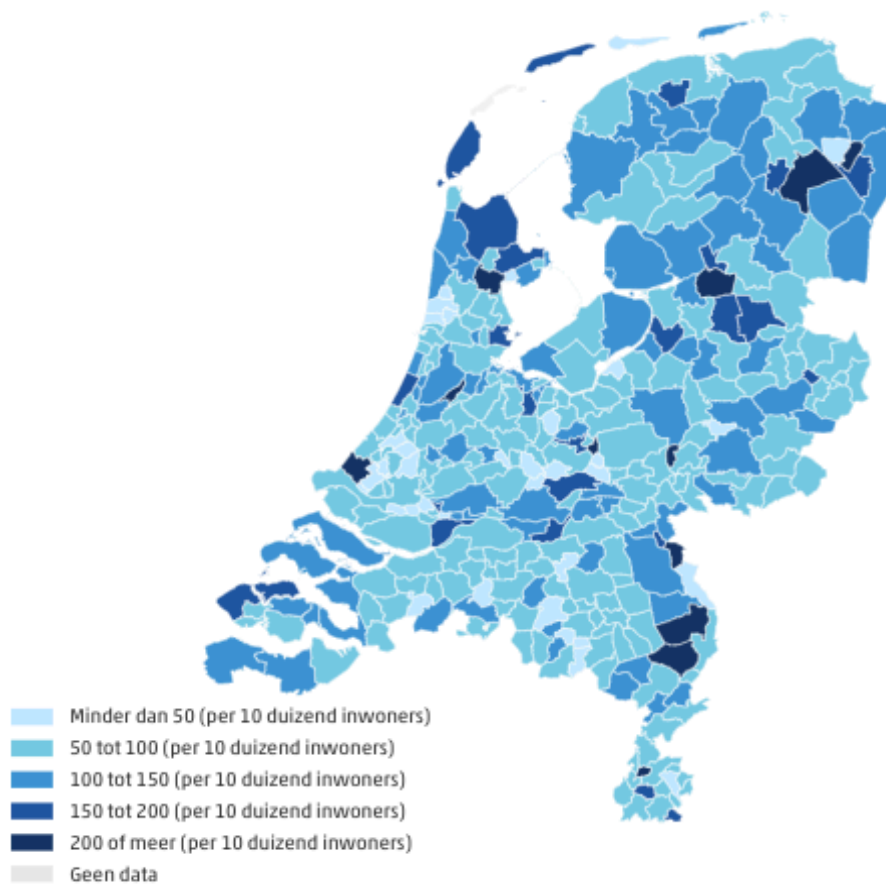 Minder dan 50 (per 10 duizend inwoners)
50 tot 100 (per 10 duizend inwoners)
100 tot 150 (per 10 duizend inwoners)
150 tot 200 (per 10 duizend inwoners)
200 of meer (per 10 duizend inwoners)
Geen data